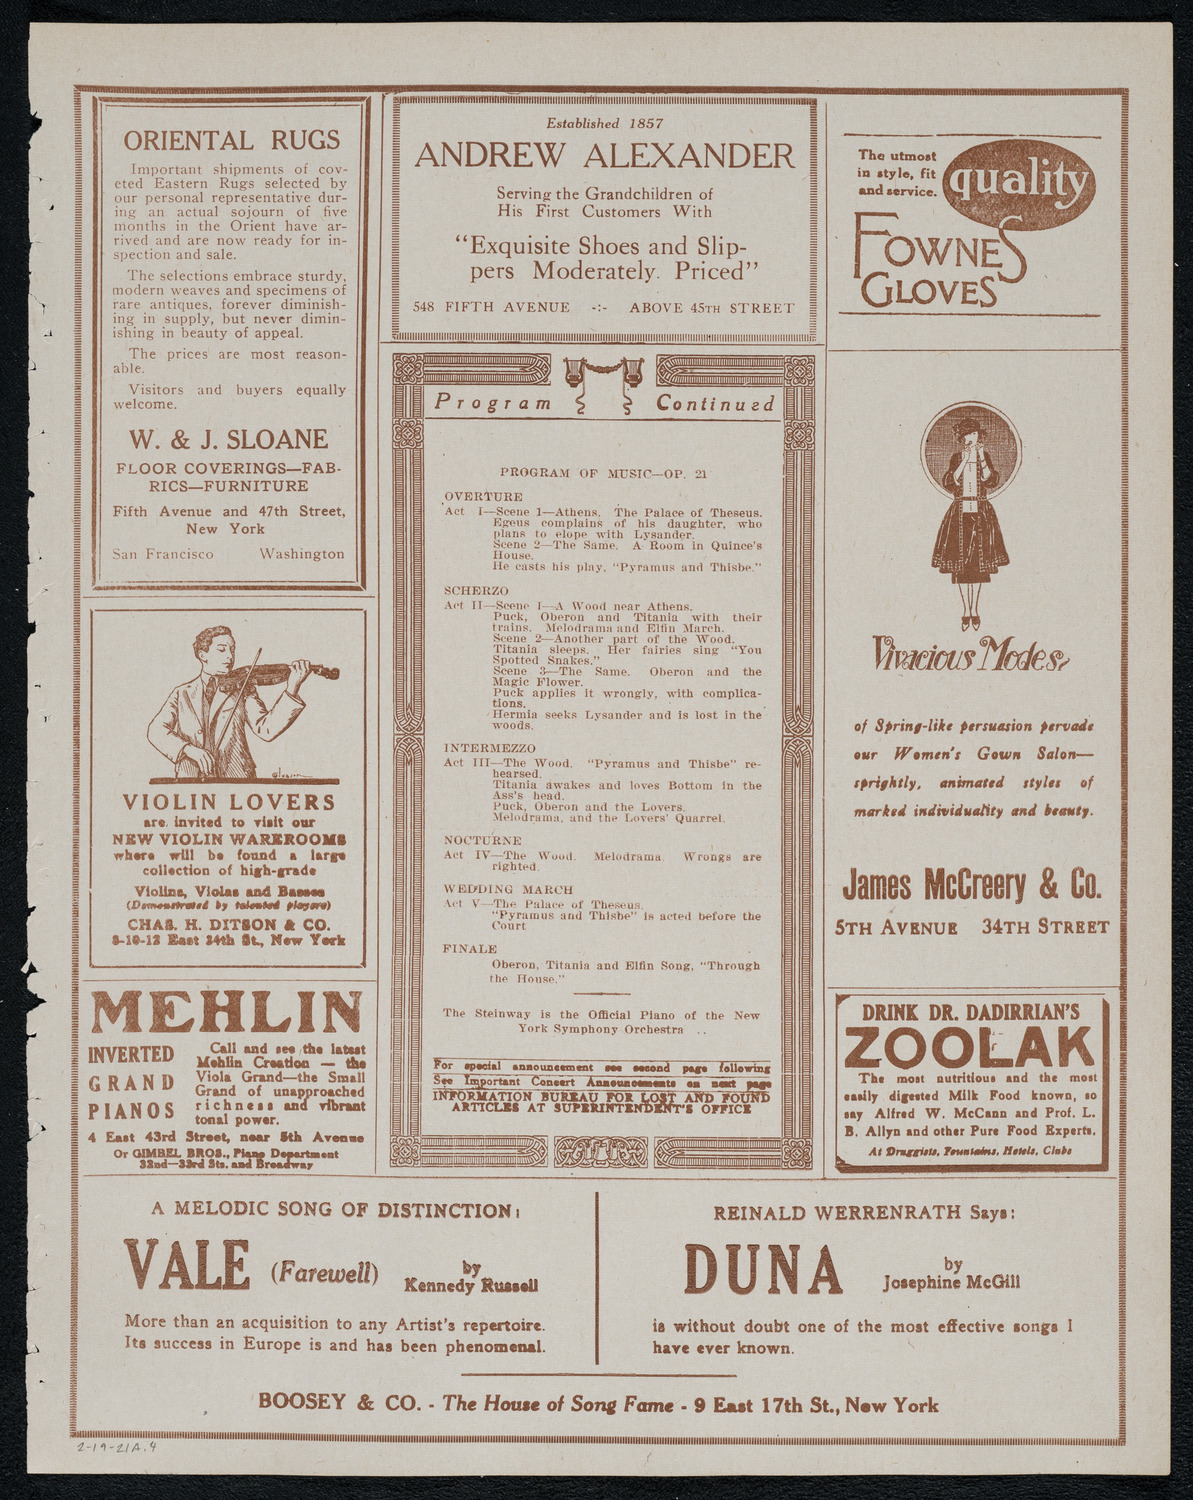 ORIENTAL RUGS
Important shipments of cov-
eted Eastern Rugs selected by
our personal representative dur-
ing an actual sojourn of five
months in the Orient have ar-
rived and are now ready for in-
spection and sale.
The selections embrace sturdy,
modern weaves and specimens of
rare antiques, forever diminish-
ing in supply, but never dimin-
ishing in beauty of appeal.
The prices are most reason-
able.
Visitors and buyers equally
welcome.
W. & J. SLOANE
FLOOR COVERINGS—FAB-
RICS—FURNITURE
Fifth Avenue and 47th Street,
New York
San Francisco Washington
Established 1857
ANDREW ALEXANDER
Serving the Grandchildren of
His First Customers With
"Exquisite Shoes and Slip-
pers Moderately Priced"
548 FIFTH AVENUE -:- ABOVE 45TH STREET
The utmost
in style, fit
and service.
quality
FOWNES
GLOVES
Program Continued
PROGRAM OF MUSIC—OP. 21
OVERTURE
Act I—Scene 1—Athens. The Palace of Theseus.
Egeus complains of his daughter, who
plans to elope with Lysander.
Scene 2—The Same. A Room in Quince's
House.
He casts his play, "Pyramus and Thisbe."
SCHERZO
Act II—Scene 1—A Wood near Athens.
Puck, Oberon and Titania with their
trains. Melodrama and Elfin March.
Scene 2—Another part of the Wood.
Titania sleeps. Her fairies sing "You
Spotted Snakes."
Scene 3—The Same. Oberon and the
Magic Flower.
Puck applies it wrongly, with complica-
tions.
Hermia seeks Lysander and is lost in the
woods.
INTERMEZZO
Act III—The Wood. "Pyramus and Thisbe" re-
hearsed.
Titania awakes and loves Bottom in the
Ass's head.
Puck, Oberon and the Lovers.
Melodrama, and the Lovers' Quarrel.
NOCTURNE
Act IV—The Wood. Melodrama. Wrongs are
righted.
WEDDING MARCH
Act V—The Palace of Theseus.
"Pyramus and Thisbe" is acted before the
Court
FINALE
Oberon, Titania and Elfin Song, "Through
the House."
The Steinway is the Official Piano of the New
York Symphony Orchestra ..
For special announcement see second page following
See Important Concert Announcements on next page
INFORMATION BUREAU FOR LOST AND FOUND
ARTICLES AT SUPERINTENDENT'S OFFICE
Vivacious Modes,
of Spring-like persuasion pervade
our Women's Gown Salon—
sprightly, animated styles of
marked individuality and beauty.
James McCreery & Co.
5TH AVENUE 34TH STREET
VIOLIN LOVERS
are invited to visit our
NEW VIOLIN WAREROOMS
where will be found a large
collection of high-grade
Violins, Violas and Basses
(Demonstrated by talented players)
CHAS. H. DITSON & CO.
8-10-12 East 34th St., New York
MEHLIN
INVERTED
GRAND
PIANOS
Call and see the latest
Mehlin Creation — the
Viola Grand—the Small
Grand of unapproached
richness and vibrant
tonal power.
4 East 43rd Street, near 5th Avenue
Or GIMBEL BROS., Piano Department
32nd—33rd Sts. and Broadway
DRINK DR. DADIRRIAN'S
ZOOLAK
The most nutritious and the most
easily digested Milk Food known, so
say Alfred W. McCann and Prof. L.
B. Allyn and other Pure Food Experts.
At Druggists, Fountains, Hotels, Clubs
A MELODIC SONG OF DISTINCTION:
VALE (Farewell) by
Kennedy Russell
More than an acquisition to any Artist's repertoire.
Its success in Europe is and has been phenomenal.
REINALD WERRENRATH Says:
DUNA by
Josephine McGill
is without doubt one of the most effective songs I
have ever known.
BOOSEY & CO. - The House of Song Fame - 9 East 17th St., New York
2-19-21A.4